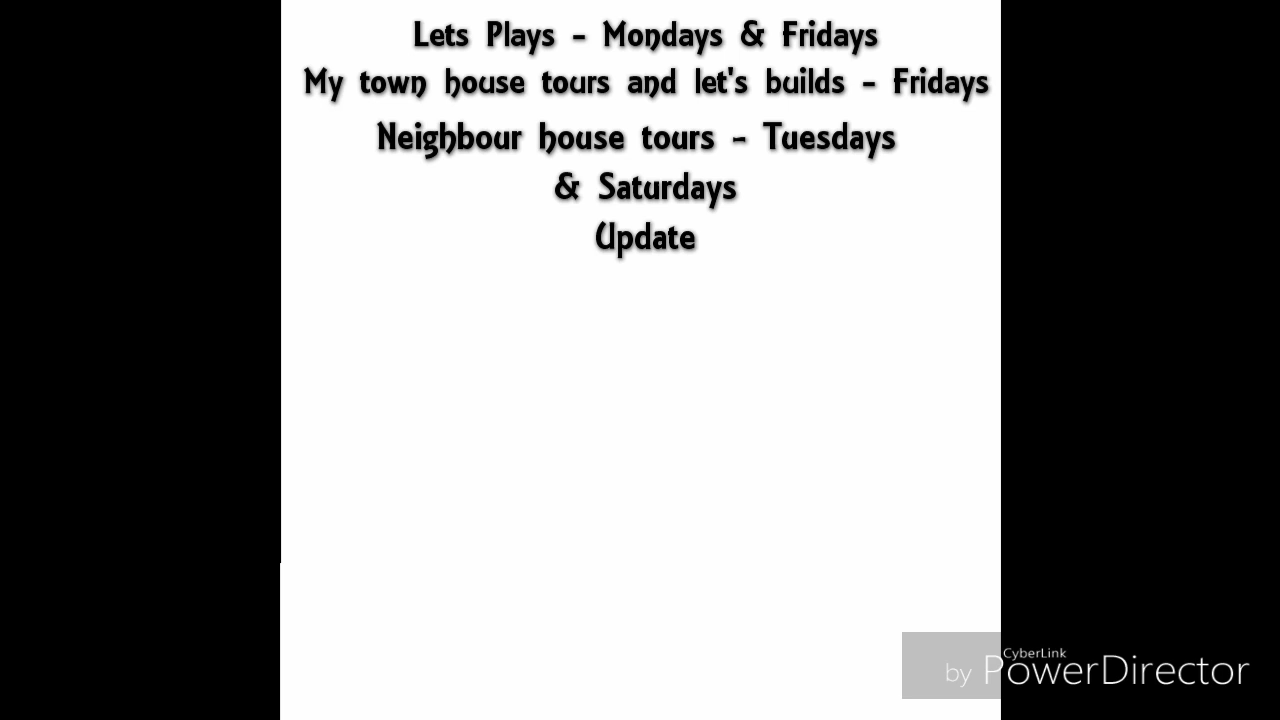 Lets Plays - Mondays & Fridays
My town house tours and let's builds - Fridays
Neighbour house tours - Tuesdays
& Saturdays
Update
CyberLink
by PowerDirector